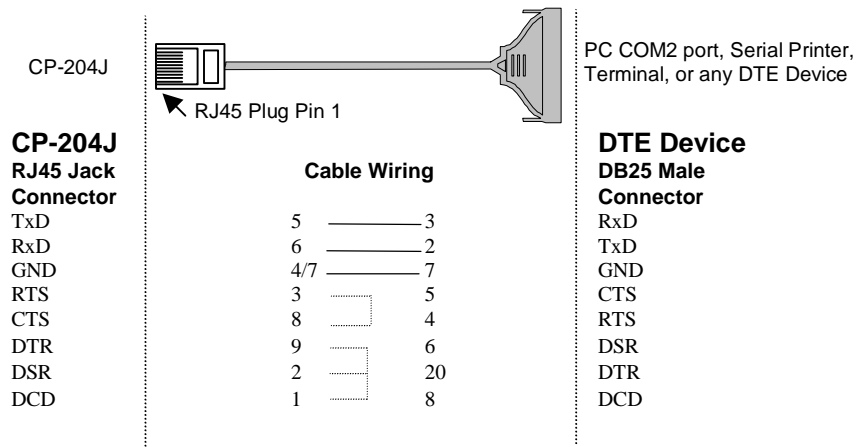 CP-204J
PC COM2 port, Serial Printer,
Terminal, or any DTE Device
RJ45 Plug Pin 1
CP-204J
DTE Device
RJ45 Jack
Cable Wiring
DB25 Male
Connector
Connector
TxD 5 3 RxD
RxD 6 2 TxD
GND 4/7 7 GND
RTS 3 5 CTS
CTS 8 4 RTS
DTR 9 6 DSR
DSR 2 20 DTR
DCD 1 8 DCD